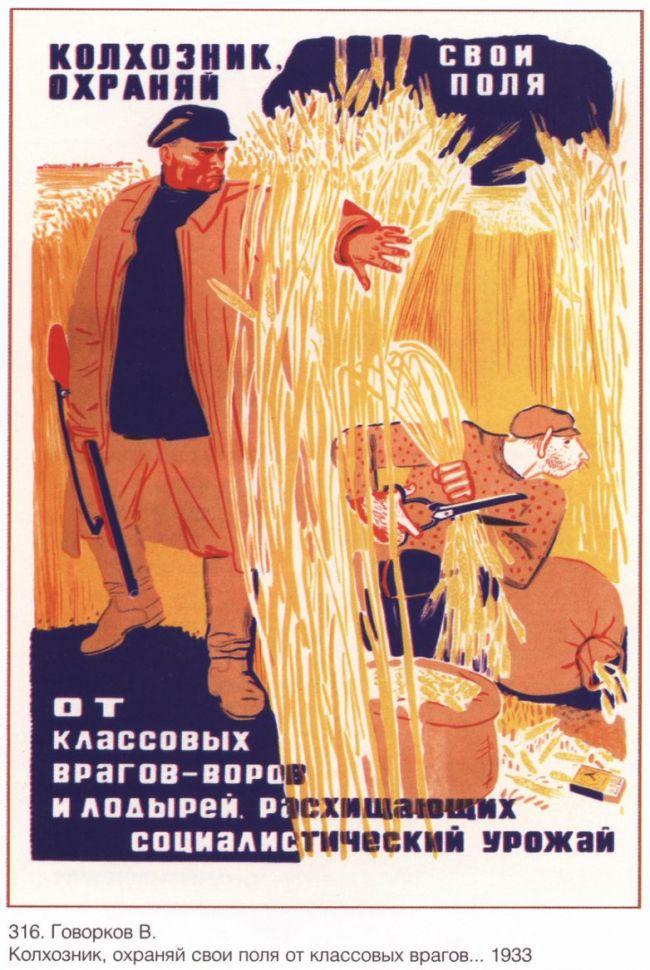 КОЛХОЗНИК, СВОИ
ОХРАНЯЙ ПОЛЯ
ОТ
КЛАССОВЫХ
ВРАГОВ-ВОРОВ
И ЛОДЫРЕЙ, РАСХИЩАЮЩИХ
СОЦИАЛИСТИЧЕСКИЙ УРОЖАЙ
316. Говорков В.
Колхозник, охраняй свои поля от классовых врагов... 1933